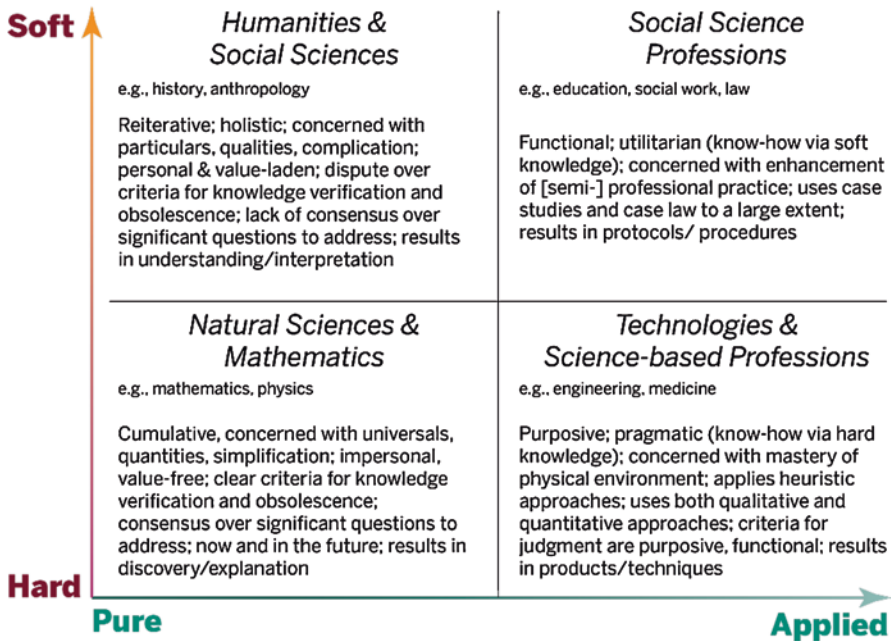 Soft
Humanities &
Social Sciences
e.g., history, anthropology
Reiterative; holistic; concerned with
particulars, qualities, complication;
personal & value-laden; dispute over
criteria for knowledge verification and
obsolescence; lack of consensus over
significant questions to address; results
in understanding/interpretation
Social Science
Professions
e.g., education, social work, law
Functional; utilitarian (know-how via soft
knowledge); concerned with enhancement
of [semi-] professional practice; uses case
studies and case law to a large extent;
results in protocols/ procedures
Natural Sciences &
Mathematics
e.g., mathematics, physics
Cumulative, concerned with universals,
quantities, simplification; impersonal,
value-free; clear criteria for knowledge
verification and obsolescence;
consensus over significant questions to
address; now and in the future; results in
discovery/explanation
Technologies &
Science-based Professions
e.g., engineering, medicine
Purposive; pragmatic (know-how via hard
knowledge); concerned with mastery of
physical environment; applies heuristic
approaches; uses both qualitative and
quantitative approaches; criteria for
judgment are purposive, functional; results
in products/techniques
Hard
Pure
Applied